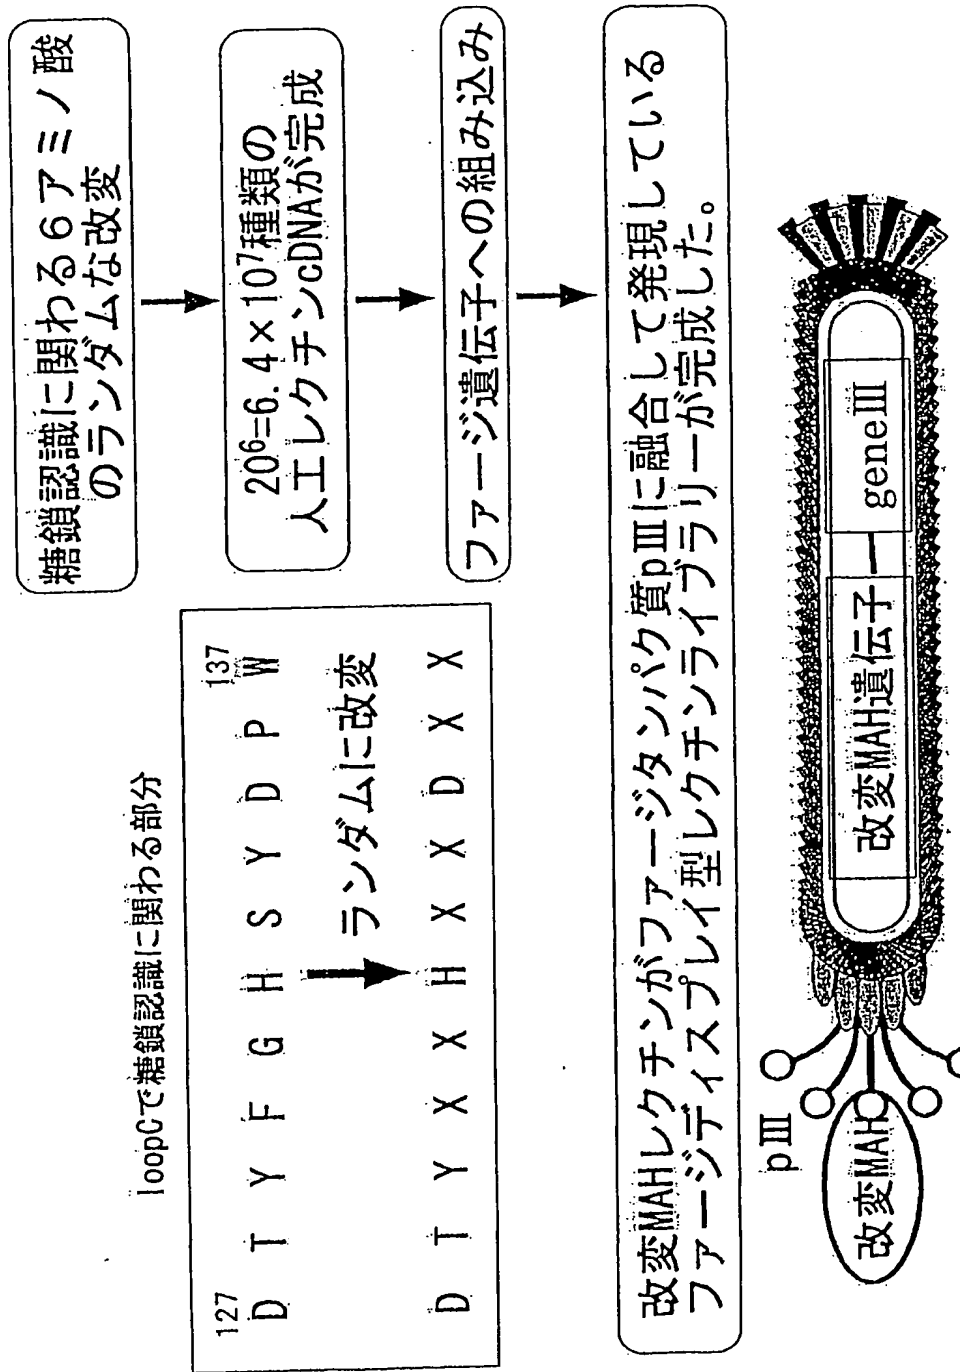 糖鎖認識に関わる6アミノ酸
のランダムな改変
20⁶=6.4×10⁷種類の
人工レクチンcDNAが完成
ファージ遺伝子への組み込み
loopCで糖鎖認識に関わる部分
127 137
D T Y F G H S Y D P W
ランダムに改変
D T Y X X H X X D X X
改変MAHレクチンがファージタンパク質pⅢに融合して発現している
ファージディスプレイ型レクチンライブラリーが完成した。
pⅢ
改変MAH
改変MAH遺伝子
geneⅢ